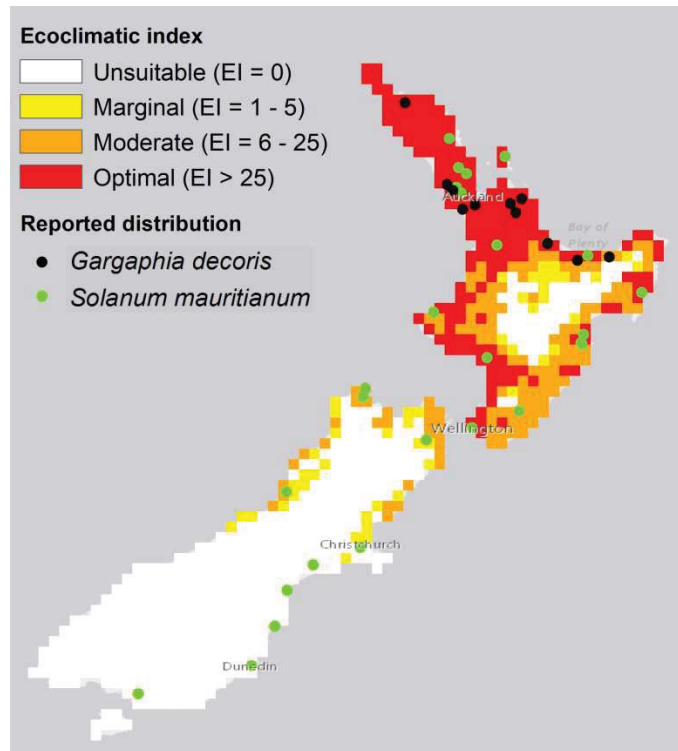 Ecoclimatic index
Unsuitable (EI = 0)
Marginal (EI = 1 - 5)
Moderate (EI = 6 - 25)
Optimal (EI > 25)
Reported distribution
Gargaphia decoris
Solanum mauritianum
Auckland
Bay of
Plenty
Wellington
Christchurch
Dunedin